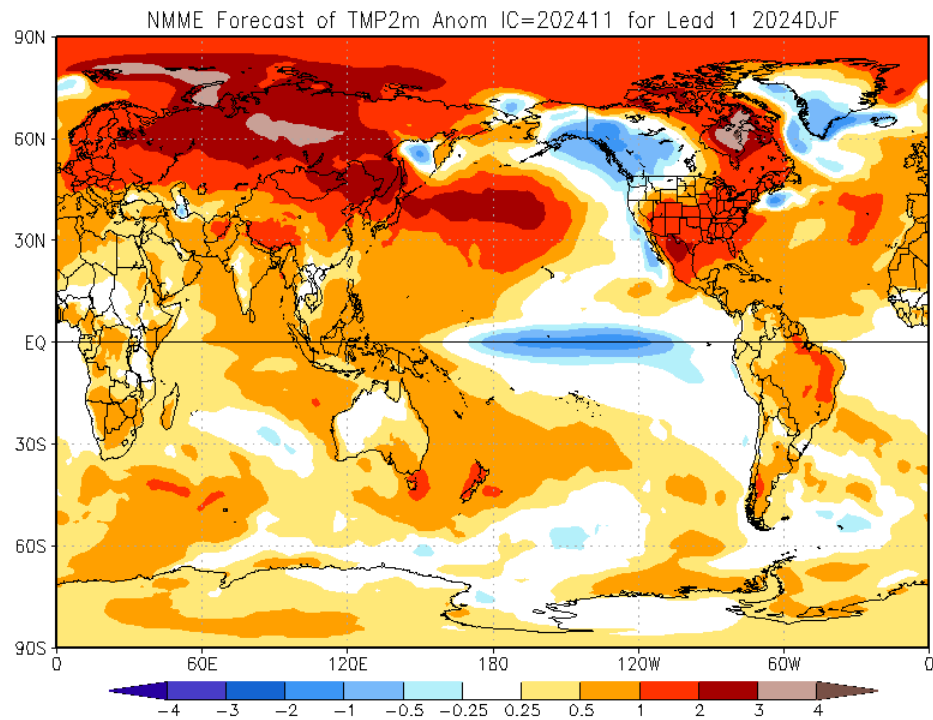 NMME Forecast of TMP2m Anom IC=202411 for Lead 1 2024DJF
90N
60N
30N
EQ
30S
60S
90S
0 60E 120E 180 120W 60W 0
-4 -3 -2 -1 -0.5 -0.25 0.25 0.5 1 2 3 4